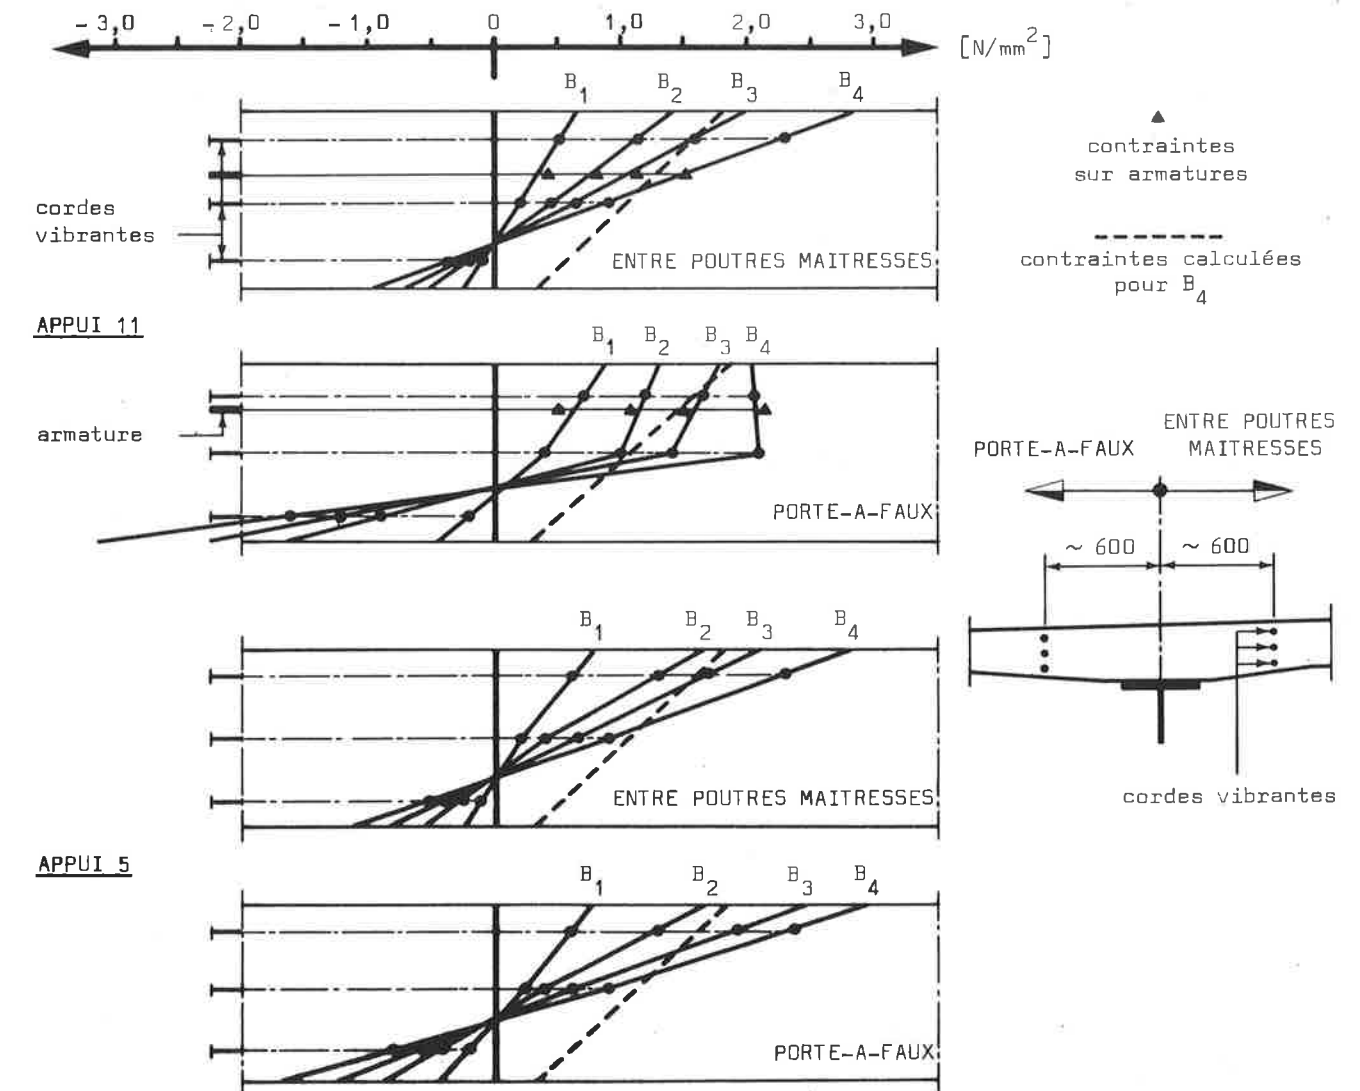 - 3,0 - 2,0 - 1,0 0 1,0 2,0 3,0
[N/mm²]
B1 B2 B3 B4
contraintes
sur armatures
cordes
vibrantes
ENTRE POUTRES MAITRESSES
contraintes calculées
pour B4
APPUI 11
B1 B2 B3 B4
armature
PORTE-A-FAUX
ENTRE POUTRES
MAITRESSES
PORTE-A-FAUX
~ 600 ~ 600
B1 B2 B3 B4
ENTRE POUTRES MAITRESSES
cordes vibrantes
APPUI 5
B1 B2 B3 B4
PORTE-A-FAUX